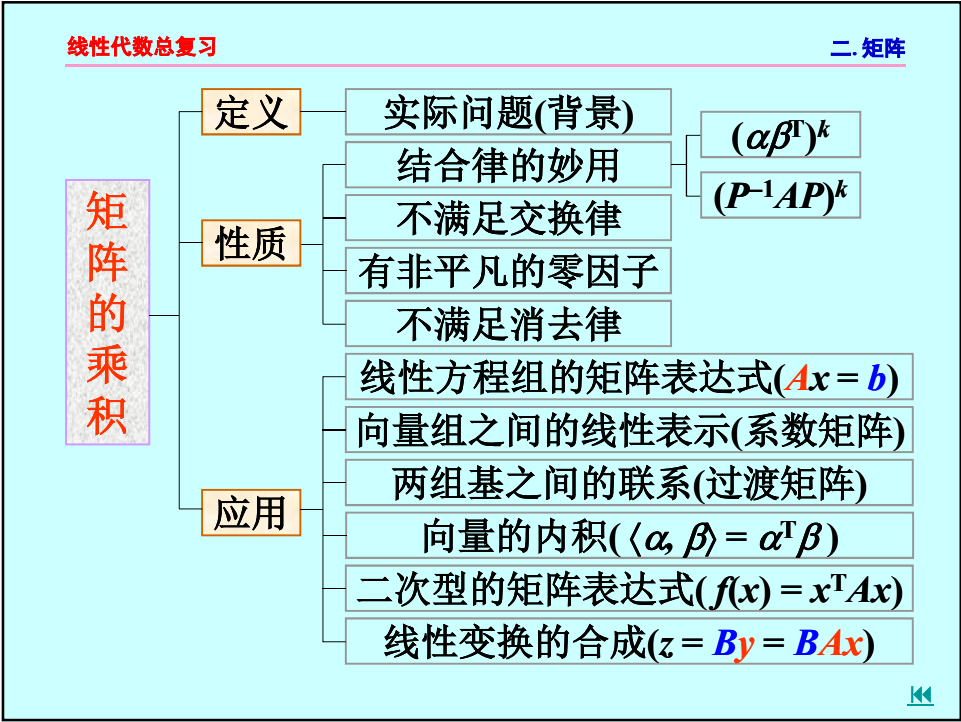 线性代数总复习
二. 矩阵
矩阵的乘积
定义
实际问题(背景)
性质
结合律的妙用
(αβᵀ)ᵏ
(P⁻¹AP)ᵏ
不满足交换律
有非平凡的零因子
不满足消去律
应用
线性方程组的矩阵表达式(Ax = b)
向量组之间的线性表示(系数矩阵)
两组基之间的联系(过渡矩阵)
向量的内积( ⟨α, β⟩ = αᵀβ )
二次型的矩阵表达式( f(x) = xᵀAx)
线性变换的合成(z = By = BAx)